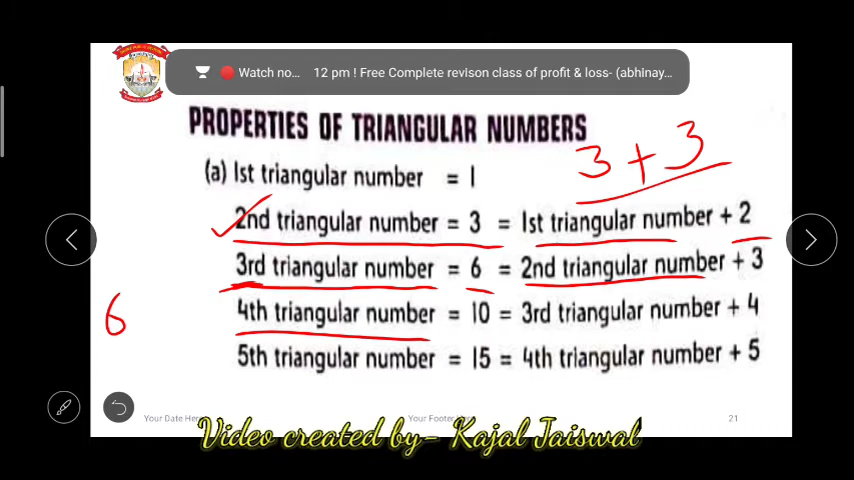 Watch no... 12 pm ! Free Complete revison class of profit & loss- (abhinay...
PROPERTIES OF TRIANGULAR NUMBERS
3 + 3
(a) Ist triangular number = 1
2nd triangular number = 3 = 1st triangular number + 2
3rd triangular number = 6 = 2nd triangular number + 3
6
4th triangular number = 10 = 3rd triangular number + 4
5th triangular number = 15 = 4th triangular number + 5
Your Date Here
Your Footer
21
Video created by- Kajal Jaiswal